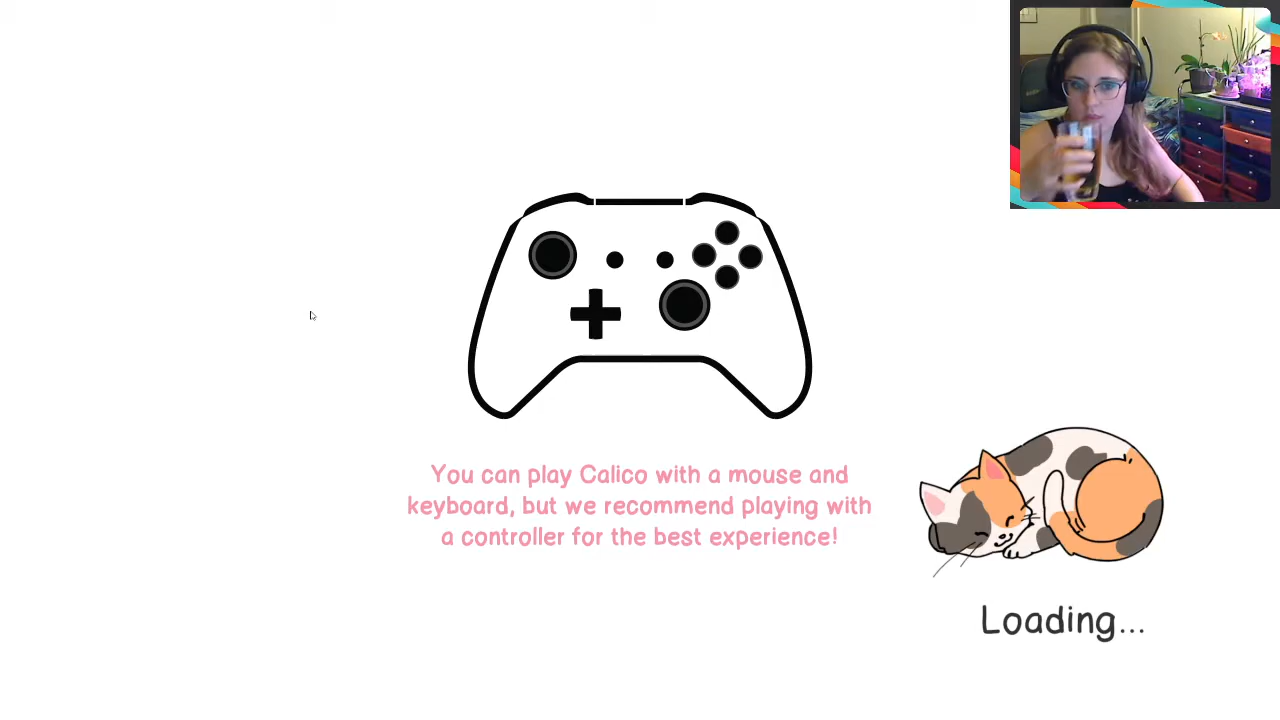 You can play Calico with a mouse and
keyboard, but we recommend playing with
a controller for the best experience!
Loading...